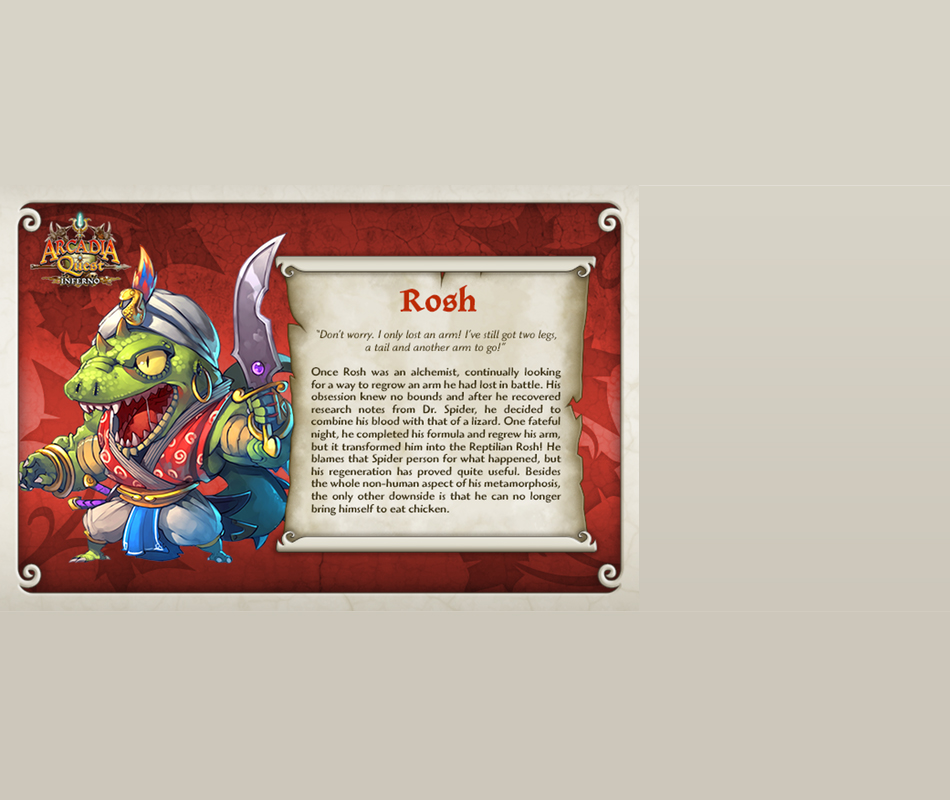 ARCADIA
Quest
INFERNO
Rosh
"Don't worry. I only lost an arm! I've still got two legs,
a tail and another arm to go!"
Once Rosh was an alchemist, continually looking
for a way to regrow an arm he had lost in battle. His
obsession knew no bounds and after he recovered
research notes from Dr. Spider, he decided to
combine his blood with that of a lizard. One fateful
night, he completed his formula and regrew his arm,
but it transformed him into the Reptilian Rosh! He
blames that Spider person for what happened, but
his regeneration has proved quite useful. Besides
the whole non-human aspect of his metamorphosis,
the only other downside is that he can no longer
bring himself to eat chicken.